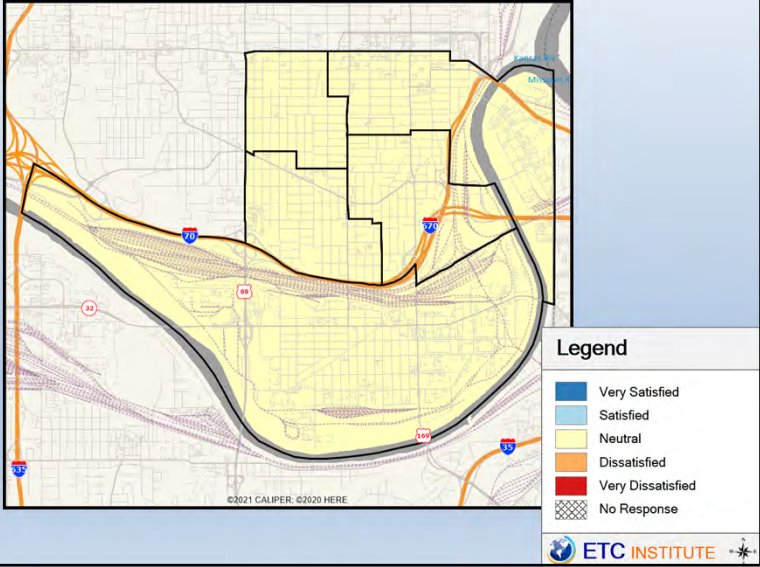 Kansas
Missouri
70
670
69
32
169
635
35
©2021 CALIPER; ©2020 HERE
Legend
Very Satisfied
Satisfied
Neutral
Dissatisfied
Very Dissatisfied
No Response
ETC INSTITUTE